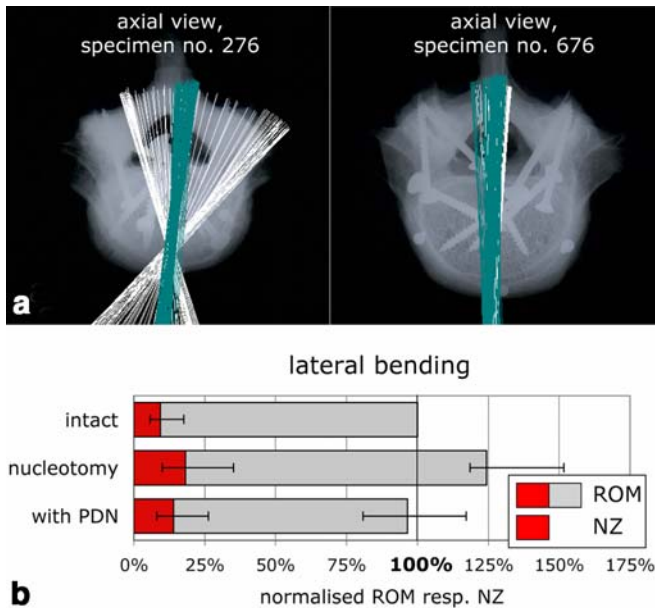 axial view,
specimen no. 276
axial view,
specimen no. 676
a
lateral bending
intact
nucleotomy
with PDN
ROM
NZ
0% 25% 50% 75% 100% 125% 150% 175%
normalised ROM resp. NZ
b